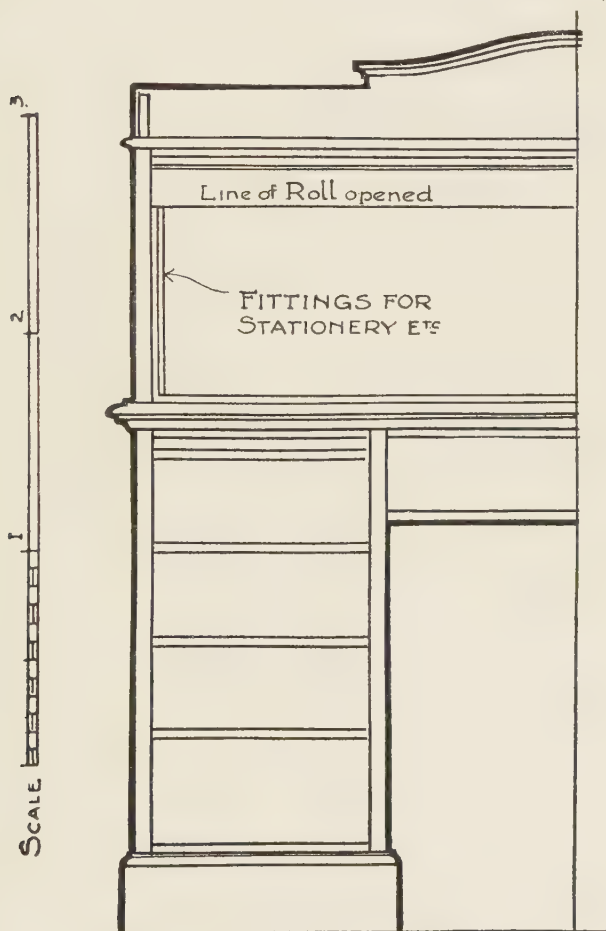 Line of Roll opened
FITTINGS FOR
STATIONERY ETC
3.
2
1
SCALE